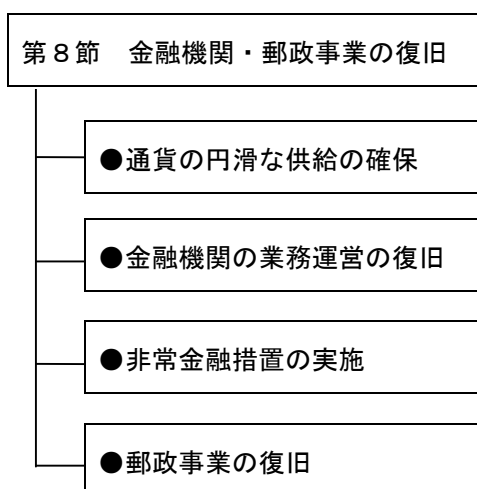 第８節　金融機関・郵政事業の復旧
●通貨の円滑な供給の確保
●金融機関の業務運営の復旧
●非常金融措置の実施
●郵政事業の復旧